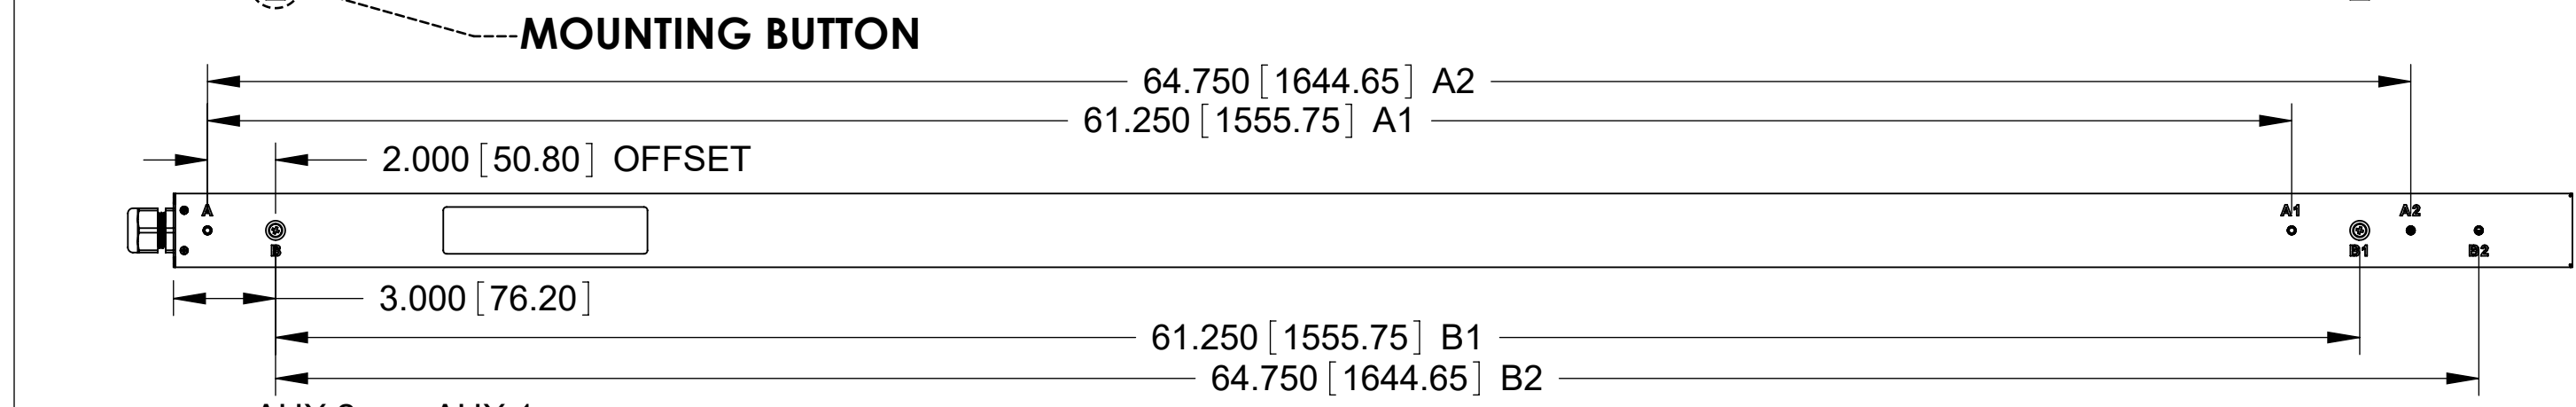 MOUNTING BUTTON
64.750 [1644.65] A2
61.250 [1555.75] A1
2.000 [50.80] OFFSET
A A1 A2
B B1 B2
3.000 [76.20]
61.250 [1555.75] B1
64.750 [1644.65] B2